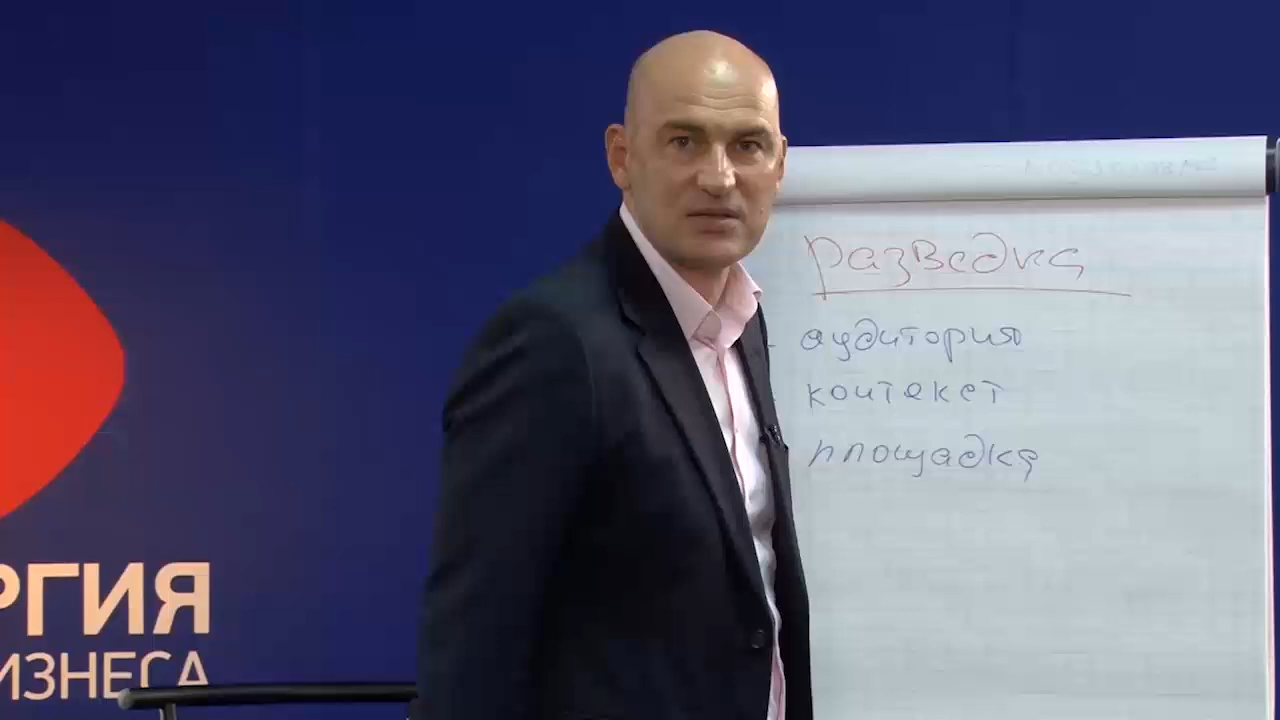 разведка
- аудитория
контекст
площадка
РГИЯ
ИЗНЕСА